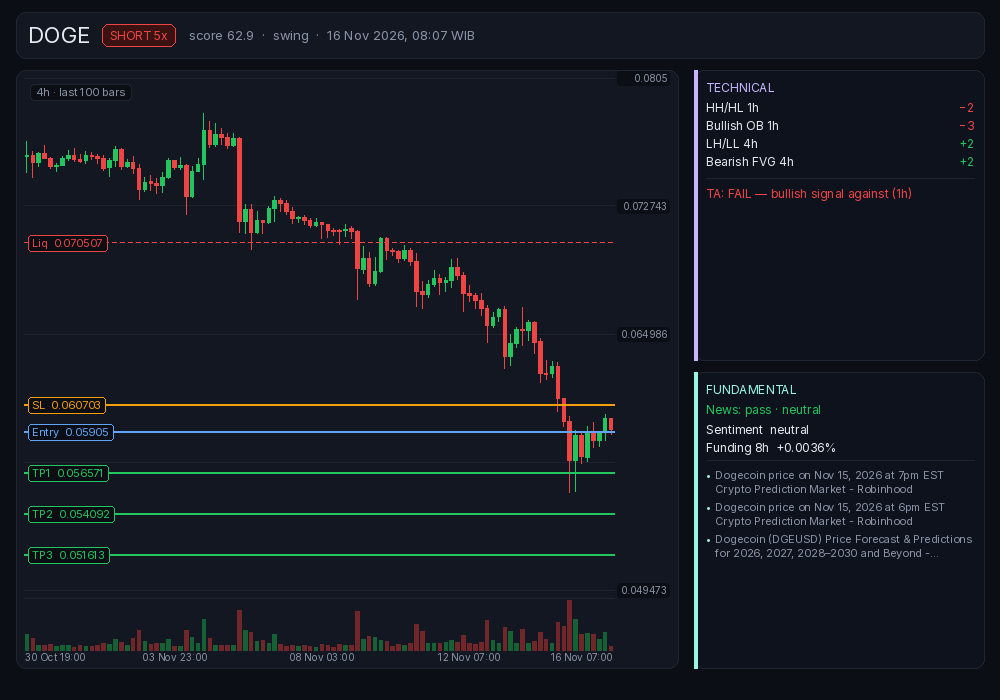 DOGE SHORT 5x score 62.9 · swing · 16 Nov 2026, 08:07 WIB
4h · last 100 bars
0.0805
0.072743
Liq 0.070507
0.064986
SL 0.060703
Entry 0.05905
TP1 0.056571
TP2 0.054092
TP3 0.051613
0.049473
30 Oct 19:00 03 Nov 23:00 08 Nov 03:00 12 Nov 07:00 16 Nov 07:00
TECHNICAL
HH/HL 1h −2
Bullish OB 1h −3
LH/LL 4h +2
Bearish FVG 4h +2
TA: FAIL — bullish signal against (1h)
FUNDAMENTAL
News: pass · neutral
Sentiment neutral
Funding 8h +0.0036%
• Dogecoin price on Nov 15, 2026 at 7pm EST
Crypto Prediction Market - Robinhood
• Dogecoin price on Nov 15, 2026 at 6pm EST
Crypto Prediction Market - Robinhood
• Dogecoin (DGEUSD) Price Forecast & Predictions
for 2026, 2027, 2028–2030 and Beyond -...